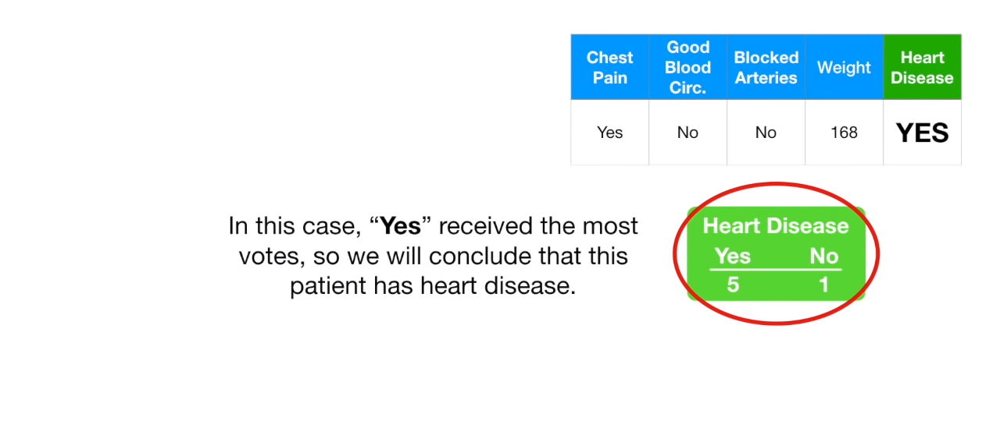 Chest Pain
Good Blood Circ.
Blocked Arteries
Weight
Heart Disease
Yes
No
No
168
YES
In this case, “Yes” received the most
votes, so we will conclude that this
patient has heart disease.
Heart Disease
Yes No
5 1